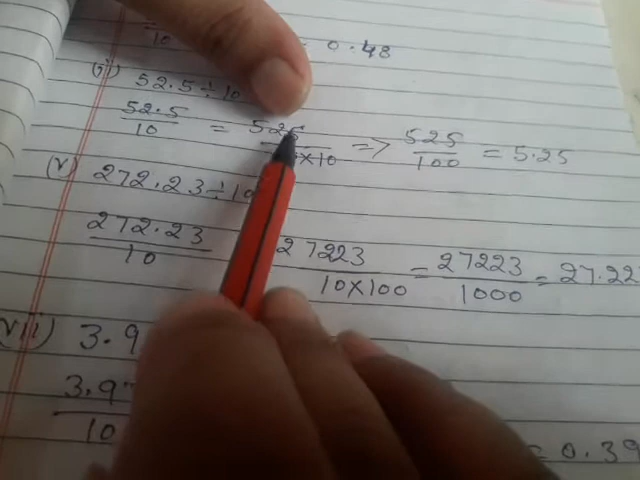 10 0.48
(ii) 52.5 ÷ 10
52.5/10 = 525/×10 => 525/100 = 5.25
(v) 272.23 ÷ 10
272.23/10 27223/10×100 = 27223/1000 = 27.22
(vii) 3.9
3.9/10 = 0.39